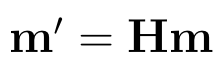 m′ = Hm